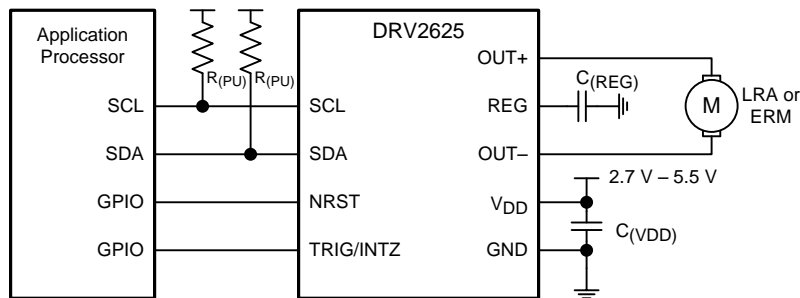 Application
Processor
SCL
SDA
GPIO
GPIO
R(PU)
R(PU)
DRV2625
SCL
SDA
NRST
TRIG/INTZ
OUT+
REG
OUT–
VDD
GND
C(REG)
M
LRA or
ERM
2.7 V – 5.5 V
C(VDD)